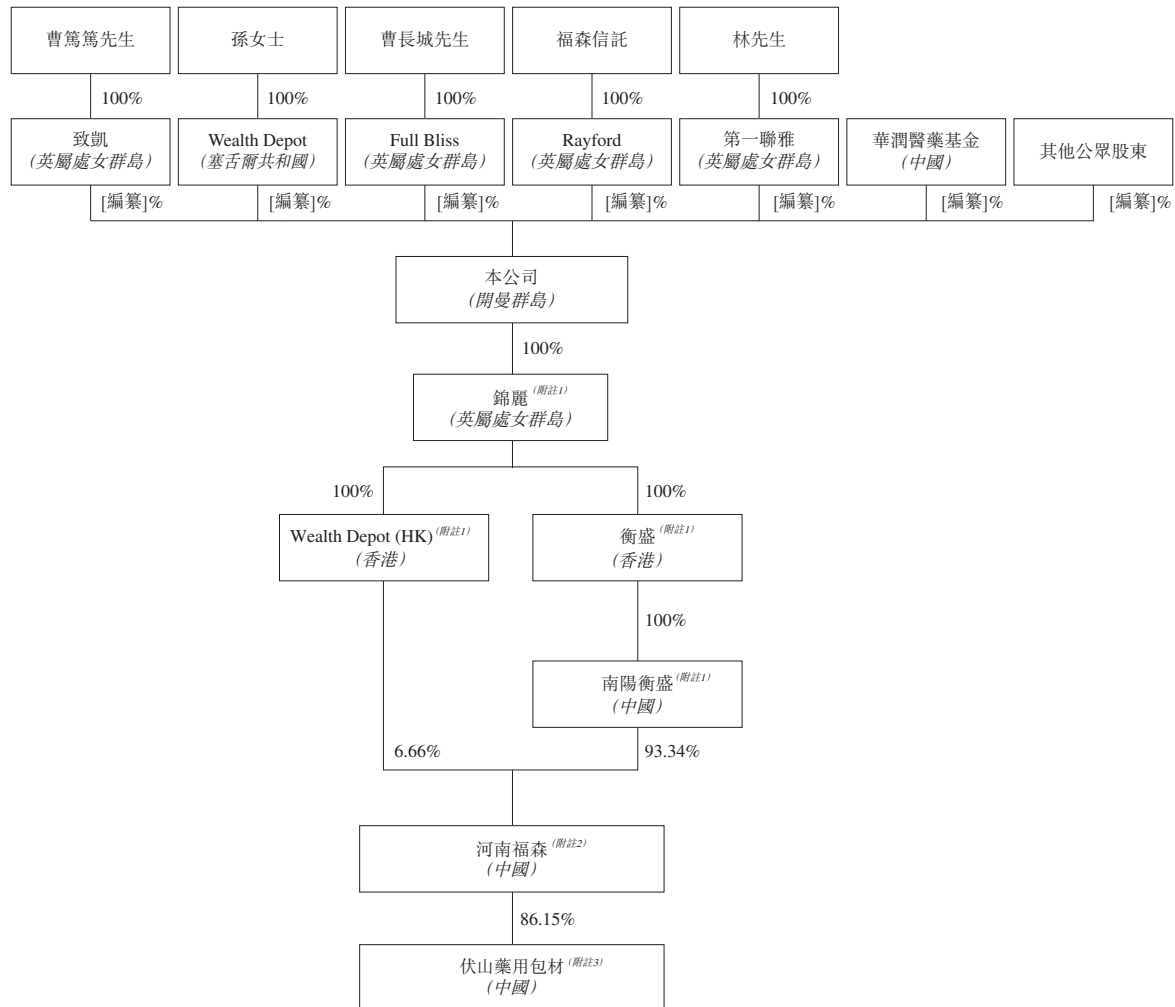 曹篤篤先生
孫女士
曹長城先生
福森信託
林先生
100%
100%
100%
100%
100%
致凱
(英屬處女群島)
Wealth Depot
(塞舌爾共和國)
Full Bliss
(英屬處女群島)
Rayford
(英屬處女群島)
第一聯雅
(英屬處女群島)
華潤醫藥基金
(中國)
其他公眾股東
[編纂]%
[編纂]%
[編纂]%
[編纂]%
[編纂]%
[編纂]%
[編纂]%
本公司
(開曼群島)
100%
錦麗(附註1)
(英屬處女群島)
100%
100%
Wealth Depot (HK)(附註1)
(香港)
衡盛(附註1)
(香港)
100%
南陽衡盛(附註1)
(中國)
6.66%
93.34%
河南福森(附註2)
(中國)
86.15%
伏山藥用包材(附註3)
(中國)